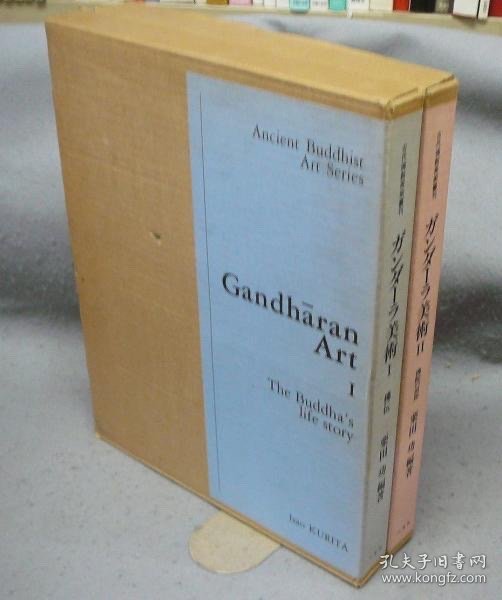 Ancient Buddhist
Art Series
Gandhāran
Art
I
The Buddha's
life story
Isao KURITA
ガンダーラ美術 I 佛伝 栗田 功 編著
ガンダーラ美術 II 栗田 功 編著
孔夫子旧书网
www.kongfz.com